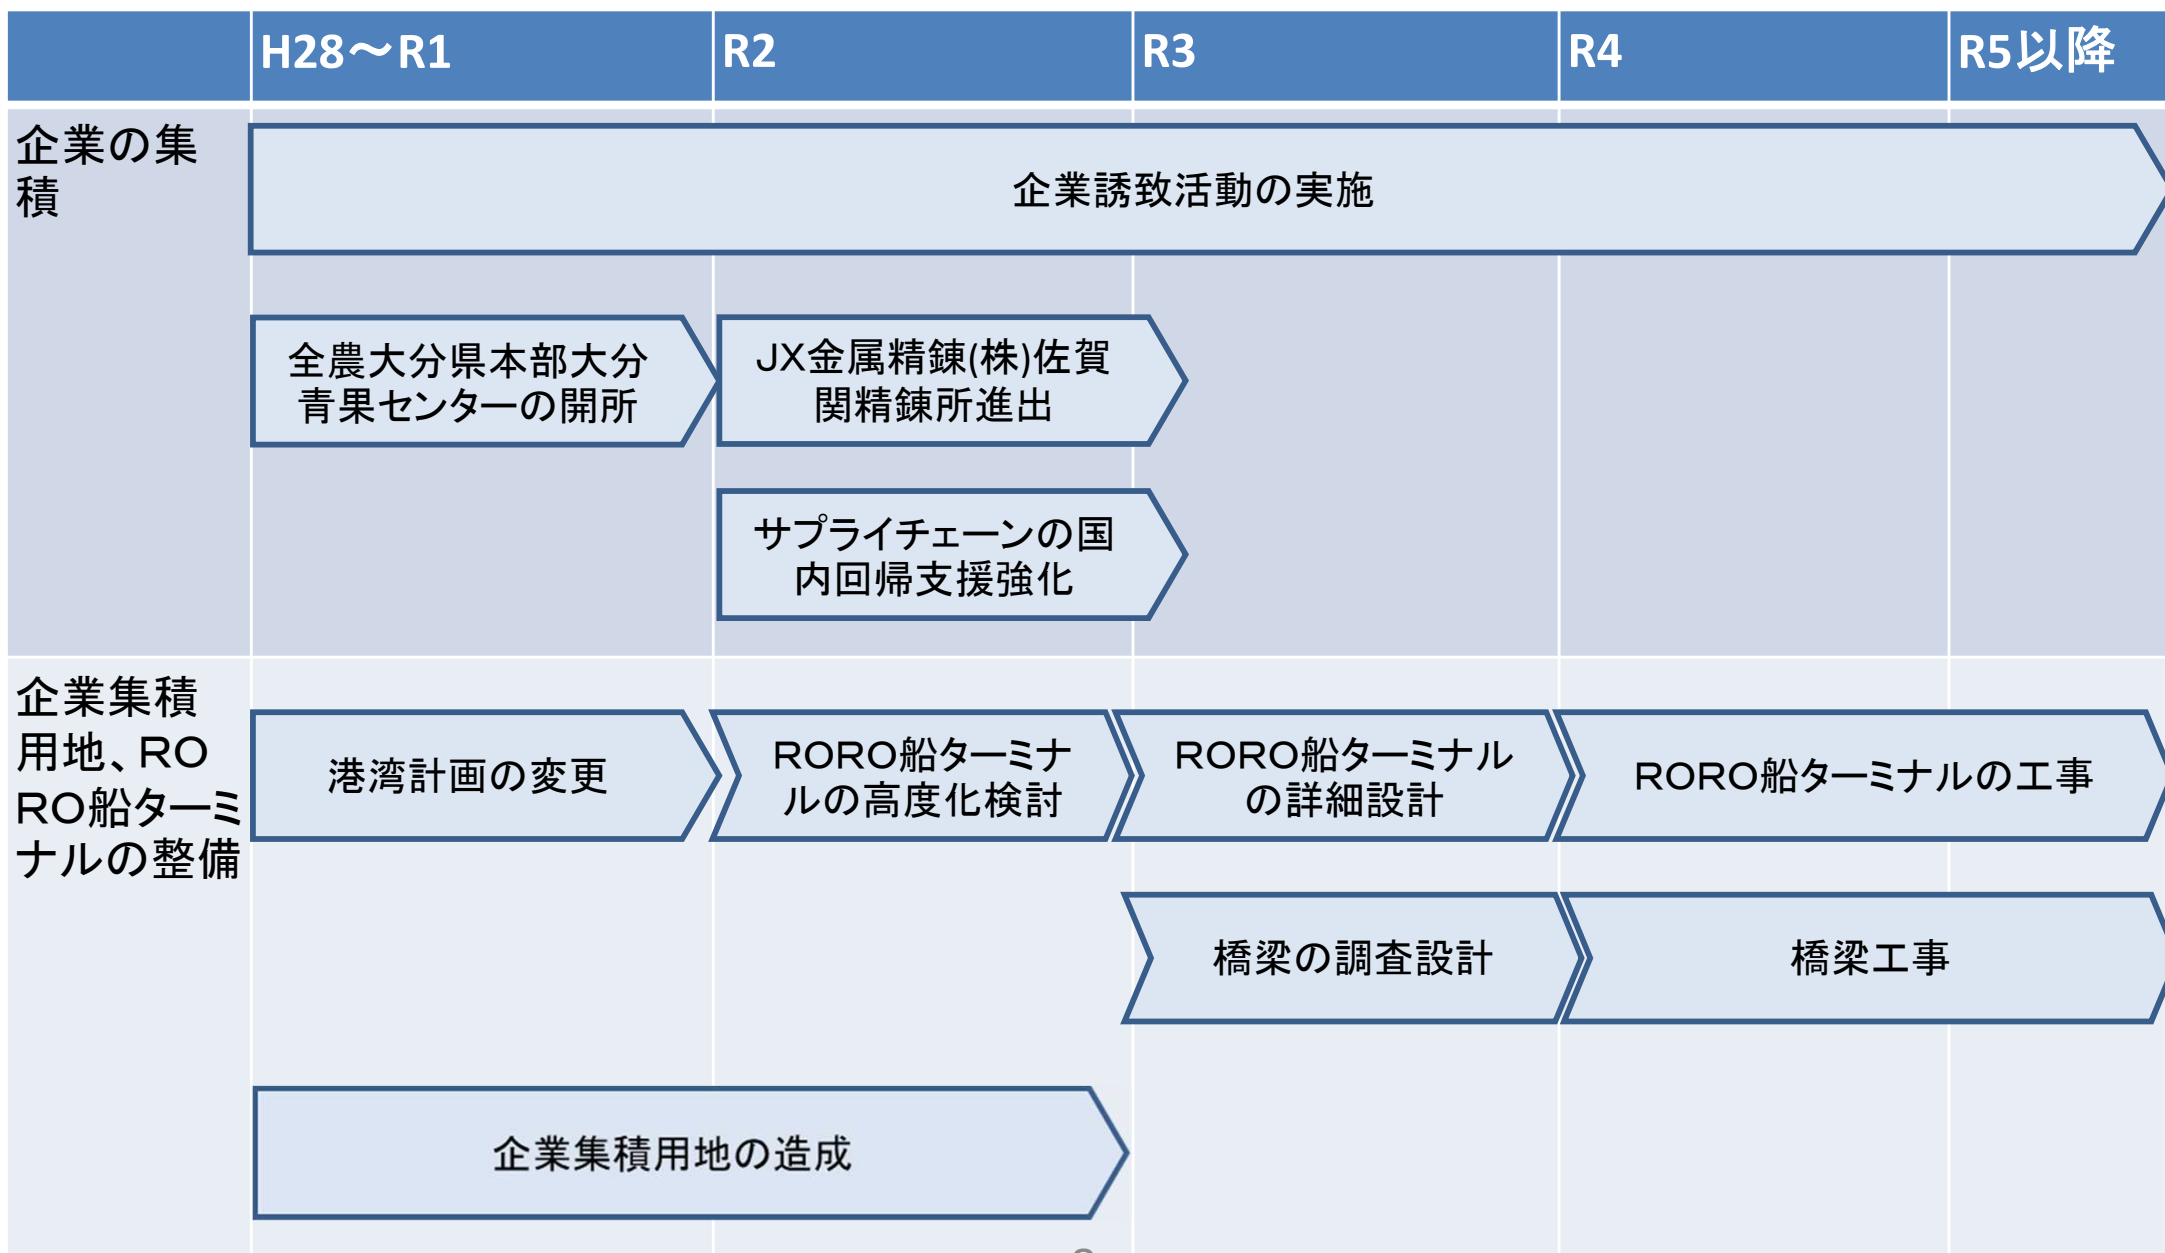 H28～R1
R2
R3
R4
R5以降
企業の集
積
企業誘致活動の実施
全農大分県本部大分
青果センターの開所
JX金属精錬(株)佐賀
関精錬所進出
サプライチェーンの国
内回帰支援強化
企業集積
用地、RO
RO船ターミ
ナルの整備
港湾計画の変更
RORO船ターミナ
ルの高度化検討
RORO船ターミナル
の詳細設計
RORO船ターミナルの工事
橋梁の調査設計
橋梁工事
企業集積用地の造成